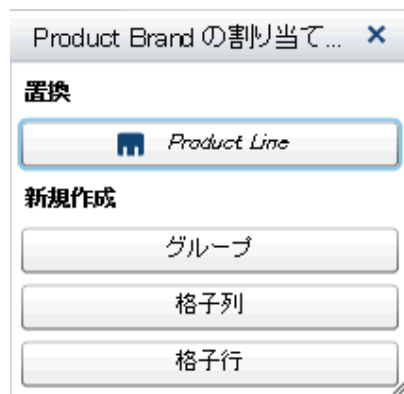 Product Brand の割り当て... ×
置換
Product Line
新規作成
グループ
格子列
格子行